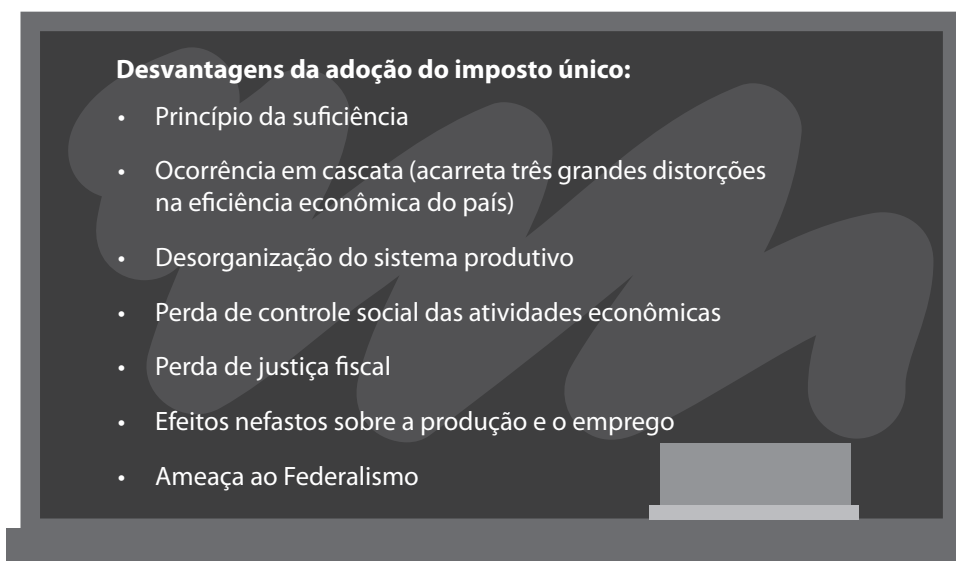 Desvantagens da adoção do imposto único:
• Princípio da suficiência
• Ocorrência em cascata (acarreta três grandes distorções
na eficiência econômica do país)
• Desorganização do sistema produtivo
• Perda de controle social das atividades econômicas
• Perda de justiça fiscal
• Efeitos nefastos sobre a produção e o emprego
• Ameaça ao Federalismo